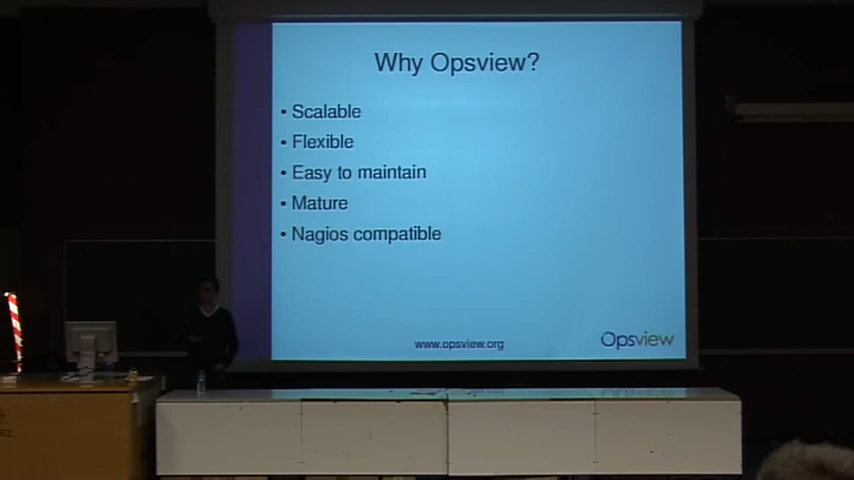 Why Opsview?
• Scalable
• Flexible
• Easy to maintain
• Mature
• Nagios compatible
www.opsview.org
Opsview